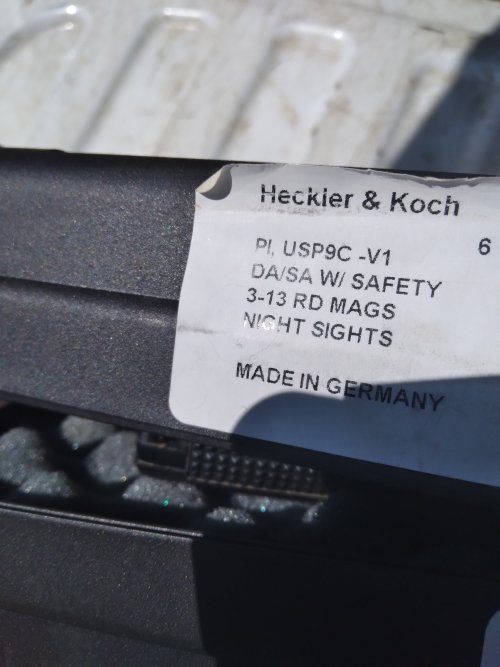 Heckler & Koch
6
PI, USP9C -V1
DA/SA W/ SAFETY
3-13 RD MAGS
NIGHT SIGHTS
MADE IN GERMANY